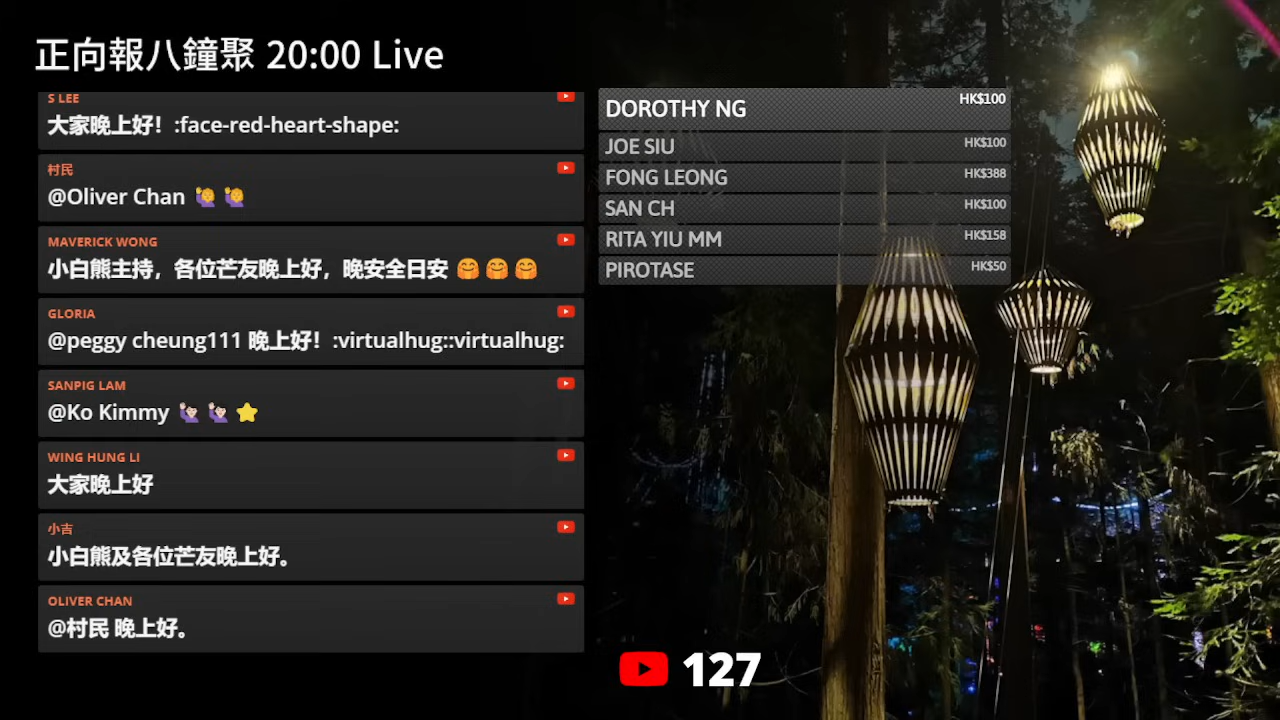 正向報八鐘聚 20:00 Live
S LEE
大家晚上好！:face-red-heart-shape:
村民
@Oliver Chan 🙋 🙋
MAVERICK WONG
小白熊主持，各位芒友晚上好，晚安全日安 🤗 🤗 🤗
GLORIA
@peggy cheung111 晚上好！:virtualhug::virtualhug:
SANPIG LAM
@Ko Kimmy 🙋🏻 🙋🏻 ⭐
WING HUNG LI
大家晚上好
小吉
小白熊及各位芒友晚上好。
OLIVER CHAN
@村民 晚上好。
DOROTHY NG HK$100
JOE SIU HK$100
FONG LEONG HK$388
SAN CH HK$100
RITA YIU MM HK$158
PIROTASE HK$50
127